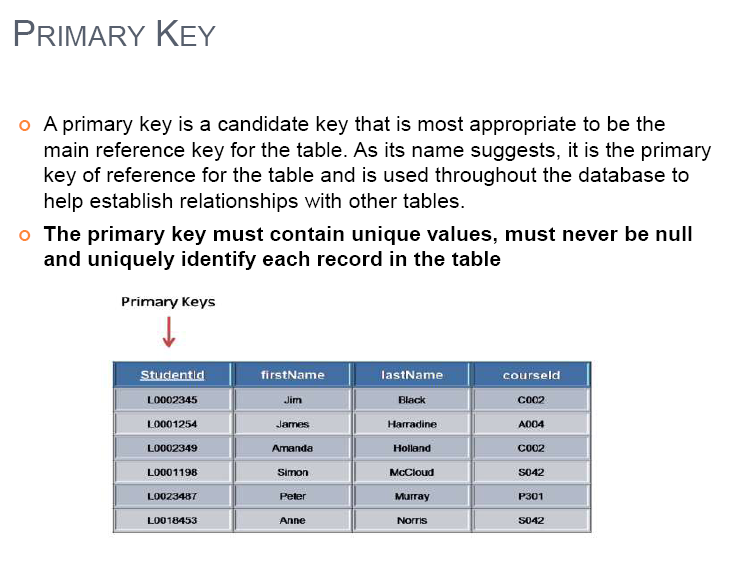 PRIMARY KEY
A primary key is a candidate key that is most appropriate to be the
main reference key for the table. As its name suggests, it is the primary
key of reference for the table and is used throughout the database to
help establish relationships with other tables.
The primary key must contain unique values, must never be null
and uniquely identify each record in the table
Primary Keys
StudentId firstName lastName courseId
L0002345 Jim Black C002
L0001254 James Harradine A004
L0002349 Amanda Holland C002
L0001198 Simon McCloud S042
L0023487 Peter Murray P301
L0018453 Anne Norris S042